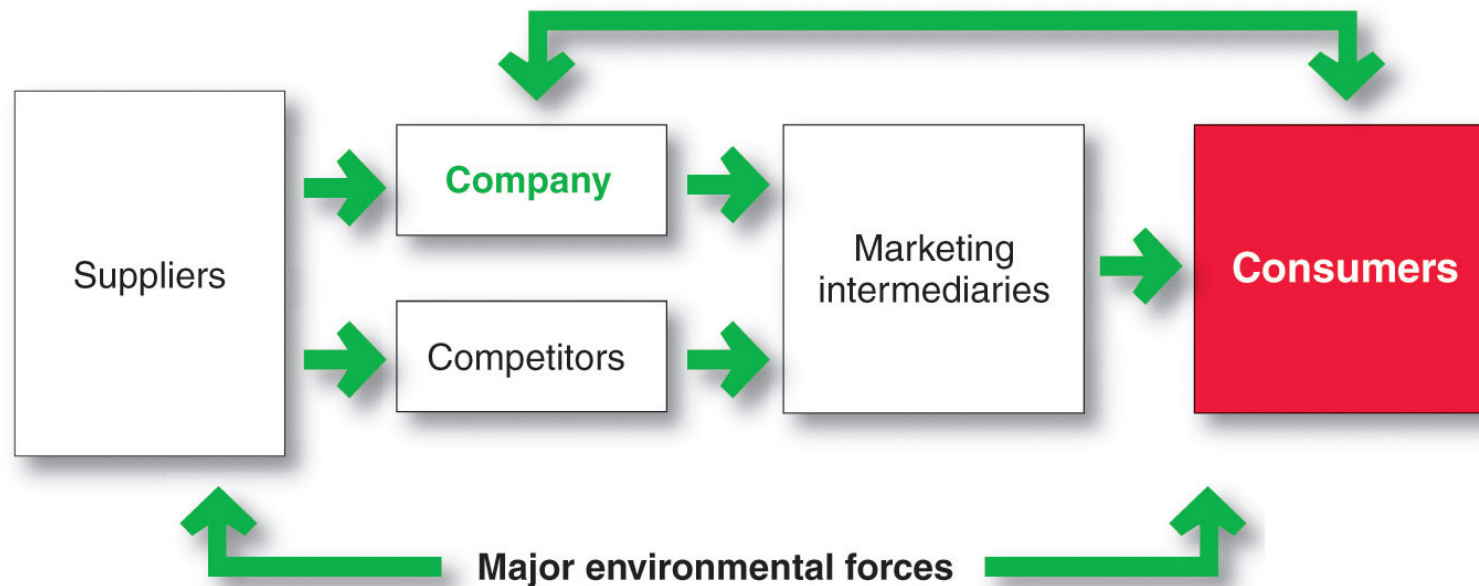 Suppliers
Company
Competitors
Marketing
intermediaries
Consumers
Major environmental forces